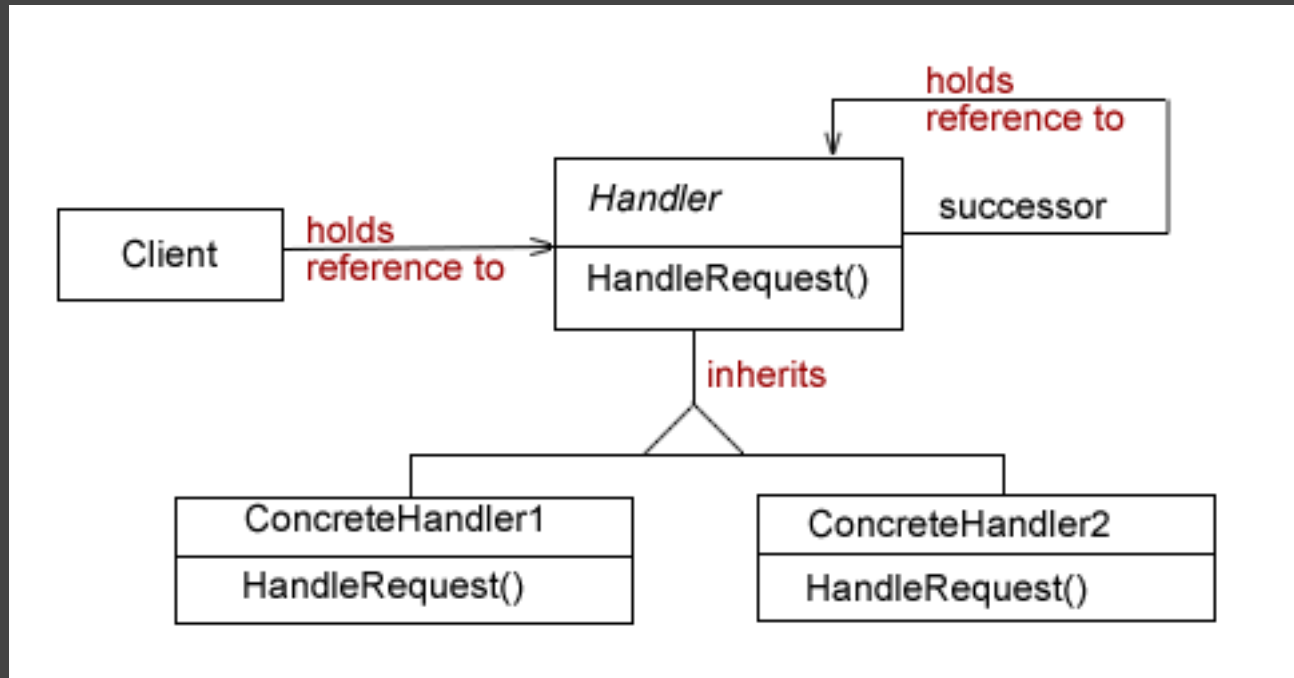 holds
reference to
Handler
successor
Client
holds
reference to
HandleRequest()
inherits
ConcreteHandler1
HandleRequest()
ConcreteHandler2
HandleRequest()